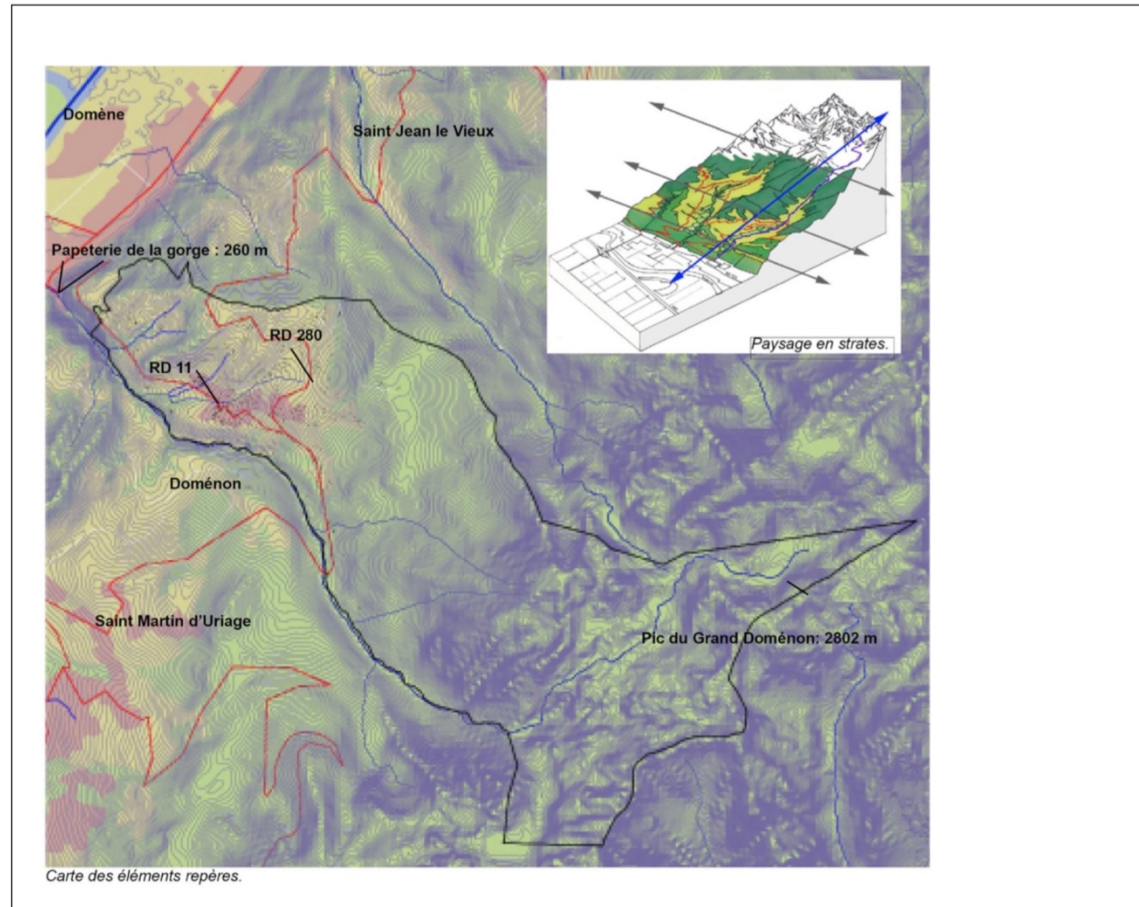 Domène
Saint Jean le Vieux
Papeterie de la gorge : 260 m
RD 280
RD 11
Paysage en strates.
Doménon
Saint Martin d'Uriage
Pic du Grand Doménon: 2802 m
Carte des éléments repères.